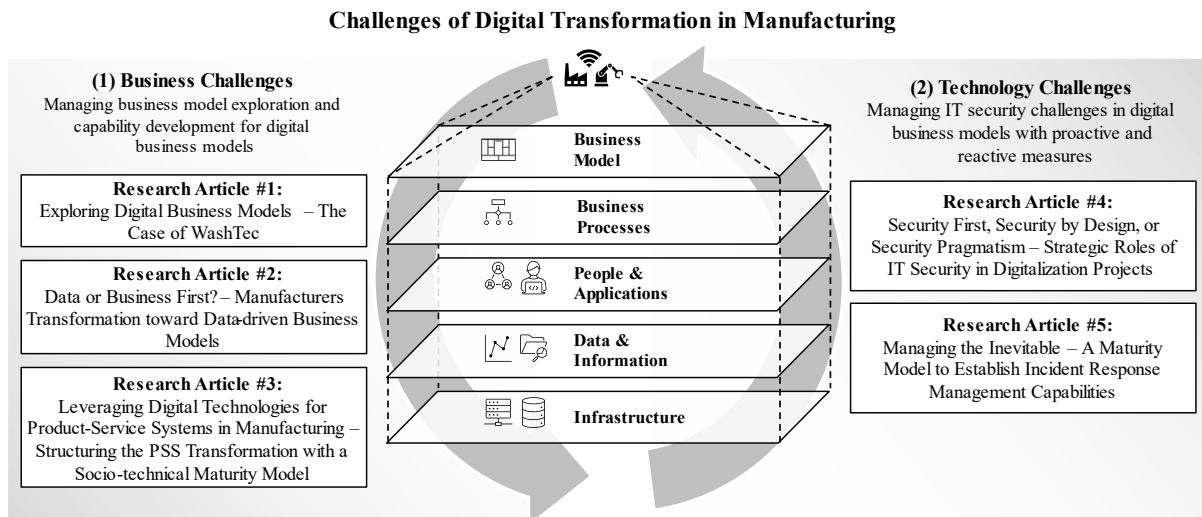 Challenges of Digital Transformation in Manufacturing
(1) Business Challenges
Managing business model exploration and
capability development for digital
business models
Research Article #1:
Exploring Digital Business Models – The
Case of WashTec
Research Article #2:
Data or Business First? – Manufacturers
Transformation toward Data-driven Business
Models
Research Article #3:
Leveraging Digital Technologies for
Product-Service Systems in Manufacturing –
Structuring the PSS Transformation with a
Socio-technical Maturity Model
Business
Model
Business
Processes
People &
Applications
Data &
Information
Infrastructure
(2) Technology Challenges
Managing IT security challenges in digital
business models with proactive and
reactive measures
Research Article #4:
Security First, Security by Design, or
Security Pragmatism – Strategic Roles of
IT Security in Digitalization Projects
Research Article #5:
Managing the Inevitable – A Maturity
Model to Establish Incident Response
Management Capabilities